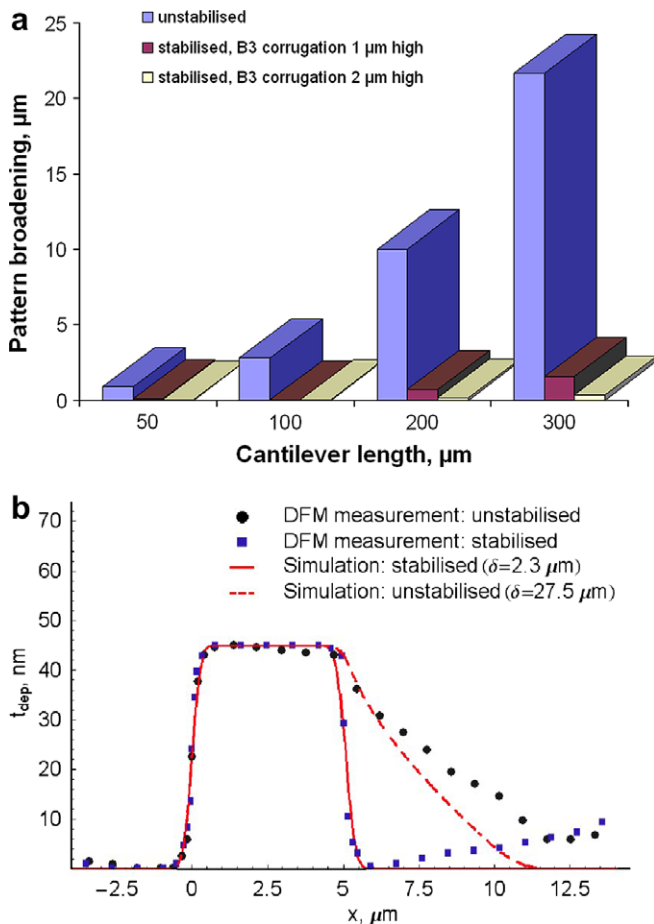 a
25
20
15
10
5
0
Pattern broadening, µm
unstabilised
stabilised, B3 corrugation 1 µm high
stabilised, B3 corrugation 2 µm high
50 100 200 300
Cantilever length, µm
b
70
60
50
40
30
20
10
t_dep, nm
DFM measurement: unstabilised
DFM measurement: stabilised
Simulation: stabilised (δ=2.3 µm)
Simulation: unstabilised (δ=27.5 µm)
−2.5 0 2.5 5 7.5 10 12.5
x, µm